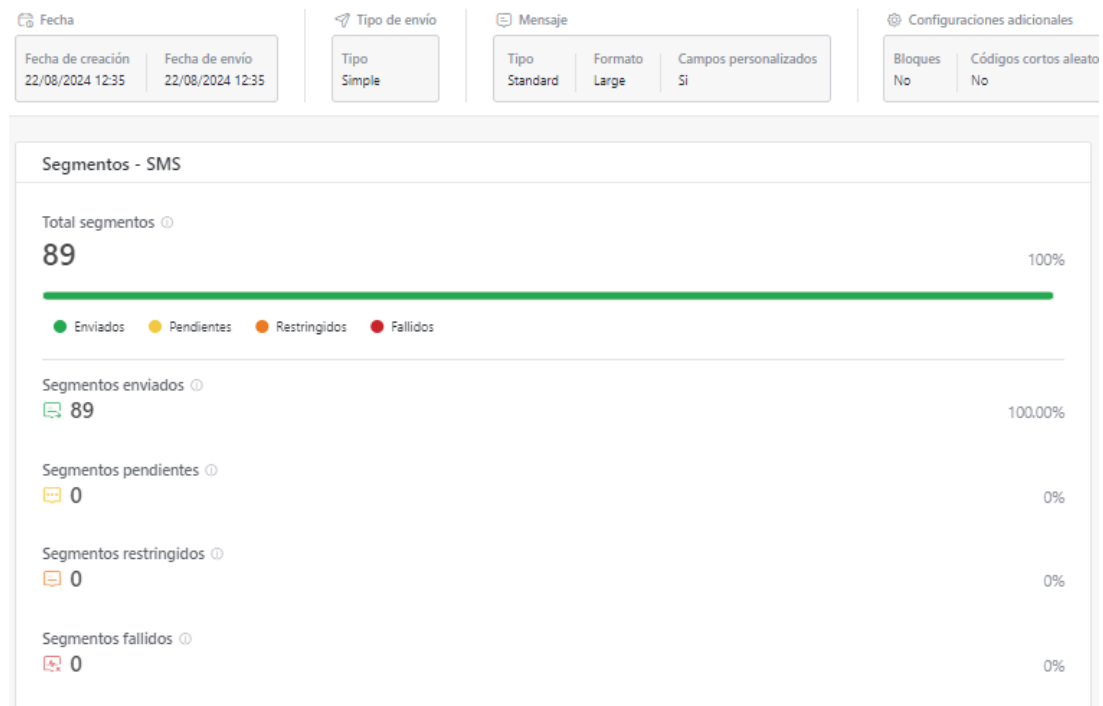 Fecha
Tipo de envío
Mensaje
Configuraciones adicionales
Fecha de creación
22/08/2024 12:35
Fecha de envío
22/08/2024 12:35
Tipo
Simple
Tipo
Standard
Formato
Large
Campos personalizados
Si
Bloques
No
Códigos cortos aleato
No
Segmentos - SMS
Total segmentos
89
100%
Enviados
Pendientes
Restringidos
Fallidos
Segmentos enviados
89
100.00%
Segmentos pendientes
0
0%
Segmentos restringidos
0
0%
Segmentos fallidos
0
0%